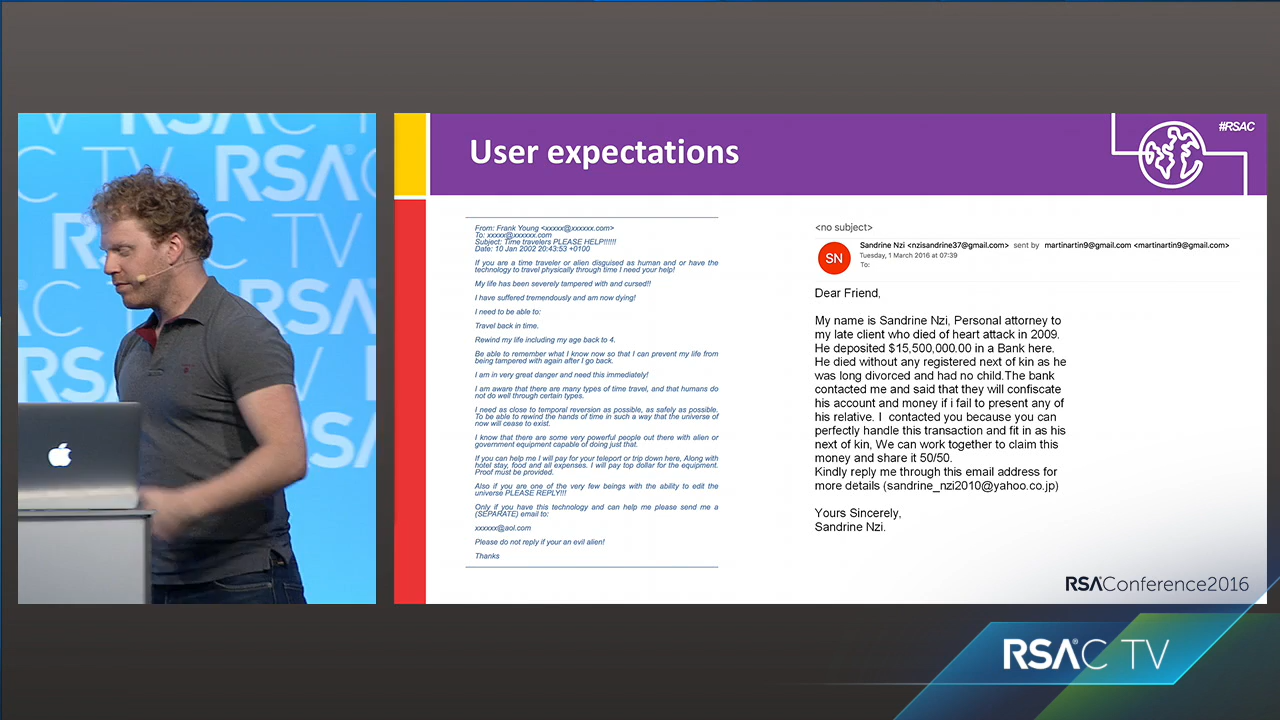 TV RSAC T
C TV RSA®C
RSAC TV
AC RSA
RSA C TV
User expectations
#RSAC
From: Frank Young <xxxxx@xxxxxx.com>
To: xxxxx@xxxxxx.com
Subject: Time travelers PLEASE HELP!!!!!!
Date: 10 Jan 2002 20:43:53 +0100
If you are a time traveler or alien disguised as human and or have the
technology to travel physically through time I need your help!
My life has been severely tampered with and cursed!!
I have suffered tremendously and am now dying!
I need to be able to:
Travel back in time.
Rewind my life including my age back to 4.
Be able to remember what I know now so that I can prevent my life from
being tampered with again after I go back.
I am in very great danger and need this immediately!
I am aware that there are many types of time travel, and that humans do
not do well through certain types.
I need as close to temporal reversion as possible, as safely as possible.
To be able to rewind the hands of time in such a way that the universe of
now will cease to exist.
I know that there are some very powerful people out there with alien or
government equipment capable of doing just that.
If you can help me I will pay for your teleport or trip down here, Along with
hotel stay, food and all expenses. I will pay top dollar for the equipment.
Proof must be provided.
Also if you are one of the very few beings with the ability to edit the
universe PLEASE REPLY!!!
Only if you have this technology and can help me please send me a
(SEPARATE) email to:
xxxxxx@aol.com
Please do not reply if your an evil alien!
Thanks
<no subject>
SN
Sandrine Nzi <nzisandrine37@gmail.com> sent by martinartin9@gmail.com <martinartin9@gmail.com>
Tuesday, 1 March 2016 at 07:39
To:
Dear Friend,
My name is Sandrine Nzi, Personal attorney to
my late client who died of heart attack in 2009.
He deposited $15,500,000.00 in a Bank here.
He died without any registered next of kin as he
was long divorced and had no child.The bank
contacted me and said that they will confiscate
his account and money if i fail to present any of
his relative. I contacted you because you can
perfectly handle this transaction and fit in as his
next of kin, We can work together to claim this
money and share it 50/50.
Kindly reply me through this email address for
more details (sandrine_nzi2010@yahoo.co.jp)
Yours Sincerely,
Sandrine Nzi.
RSAConference2016
RSA®C TV